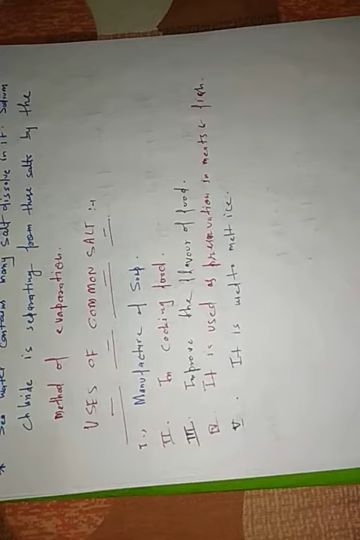 * Sea water contains many salt dissolve in it. Sodium
Chloride is separating from these salts by the
method of evaporation.
USES OF COMMON SALT :-
I., Manufacture of Soap.
II. In Cooking food.
III. Improve the flavour of food.
IV. It is used of preservation in meats & fish.
V. It is used to melt ice.